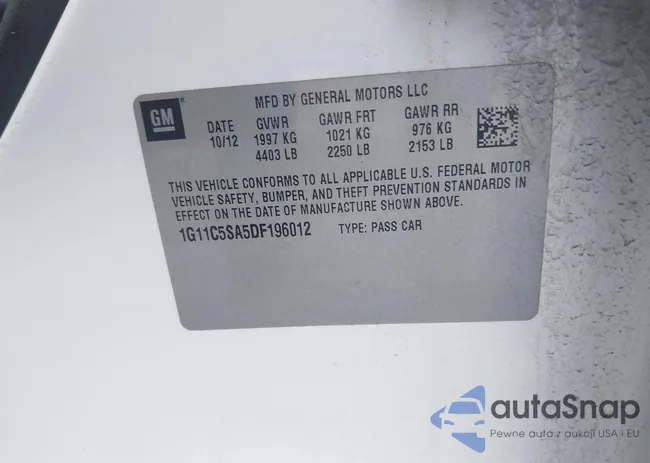 MFD BY GENERAL MOTORS LLC
GM
DATE GVWR GAWR FRT GAWR RR
10/12 1997 KG 1021 KG 976 KG
4403 LB 2250 LB 2153 LB
THIS VEHICLE CONFORMS TO ALL APPLICABLE U.S. FEDERAL MOTOR
VEHICLE SAFETY, BUMPER, AND THEFT PREVENTION STANDARDS IN
EFFECT ON THE DATE OF MANUFACTURE SHOWN ABOVE.
1G11C5SA5DF196012 TYPE: PASS CAR
autaSnap
Pewne auta z aukcji USA i EU